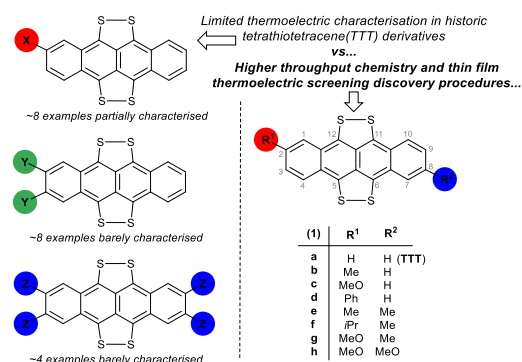 Limited thermoelectric characterisation in historic
tetrathiotetracene(TTT) derivatives
vs...
Higher throughput chemistry and thin film
thermoelectric screening discovery procedures...
S S
X
S S
~8 examples partially characterised
S S
Y
Y
S S
~8 examples barely characterised
S S
Z Z
Z Z
S S
~4 examples barely characterised
S S
R¹ 1 12 11 10
2 9
3 8
4 5 6 7 R²
S S
(1) R¹ R²
a H H (TTT)
b Me H
c MeO H
d Ph H
e Me Me
f iPr Me
g MeO Me
h MeO MeO